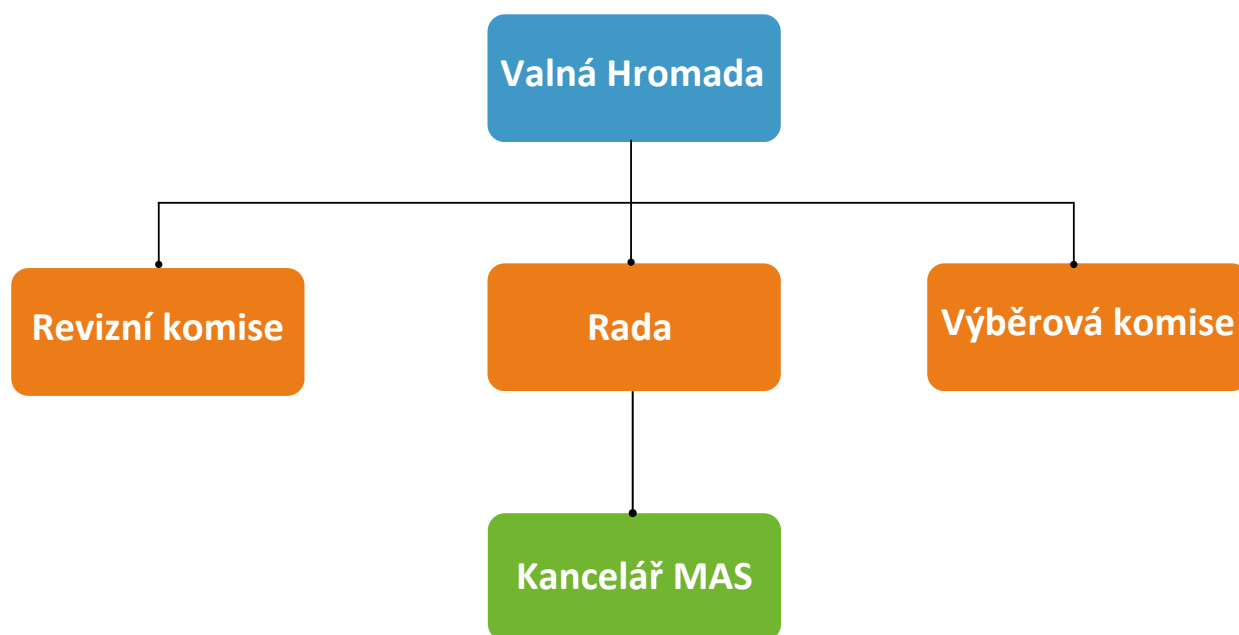 Valná Hromada
Revizní komise
Rada
Výběrová komise
Kancelář MAS